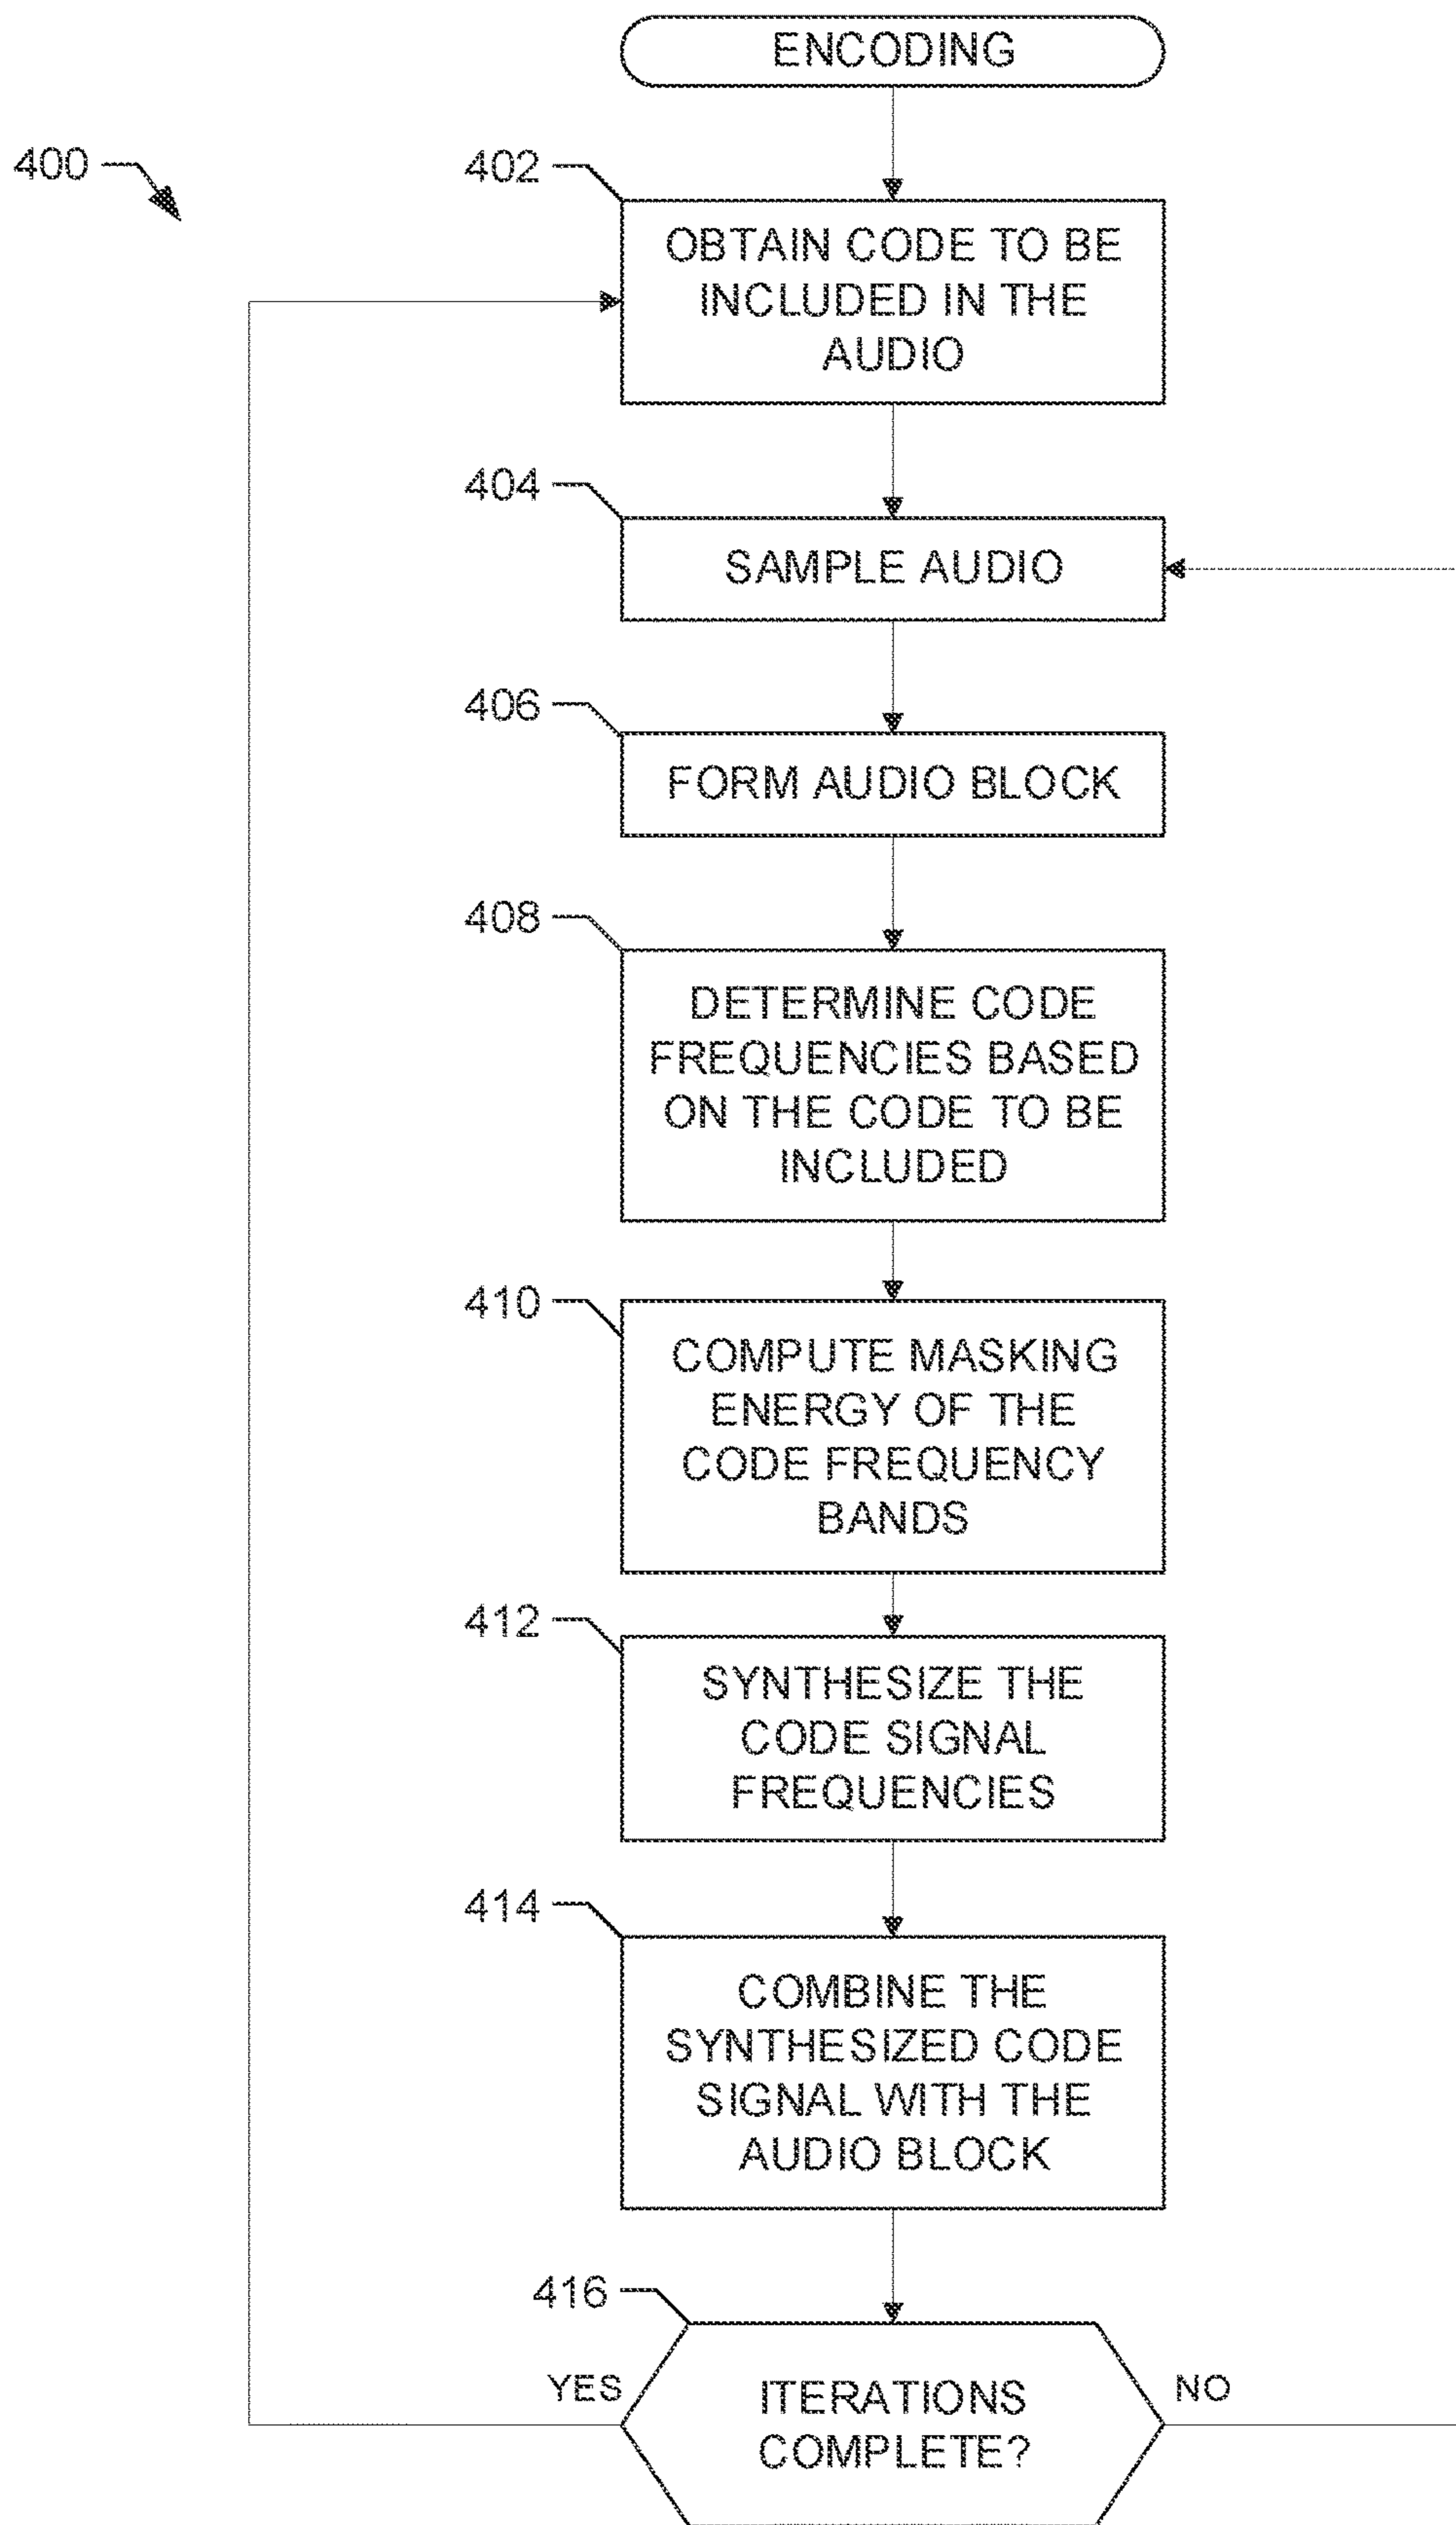 ENCODING
400
402
OBTAIN CODE TO BE
INCLUDED IN THE
AUDIO
404
SAMPLE AUDIO
406
FORM AUDIO BLOCK
408
DETERMINE CODE
FREQUENCIES BASED
ON THE CODE TO BE
INCLUDED
410
COMPUTE MASKING
ENERGY OF THE
CODE FREQUENCY
BANDS
412
SYNTHESIZE THE
CODE SIGNAL
FREQUENCIES
414
COMBINE THE
SYNTHESIZED CODE
SIGNAL WITH THE
AUDIO BLOCK
416
YES
ITERATIONS
COMPLETE?
NO